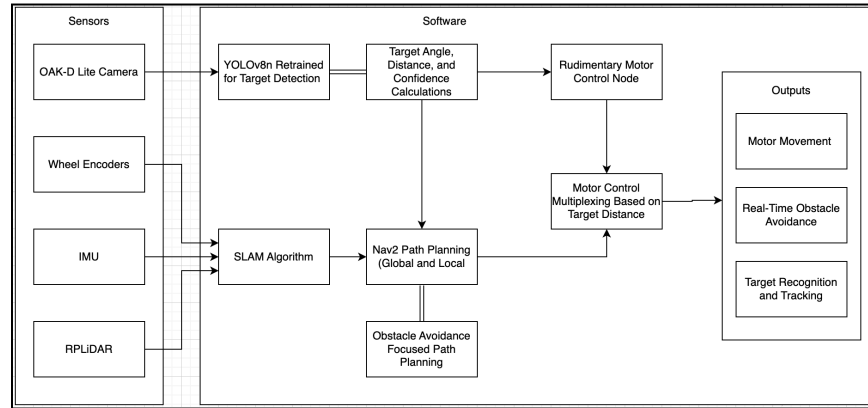 Sensors
OAK-D Lite Camera
Wheel Encoders
IMU
RPLiDAR
Software
YOLOv8n Retrained
for Target Detection
Target Angle,
Distance, and
Confidence
Calculations
Rudimentary Motor
Control Node
Motor Control
Multiplexing Based on
Target Distance
SLAM Algorithm
Nav2 Path Planning
(Global and Local
Obstacle Avoidance
Focused Path
Planning
Outputs
Motor Movement
Real-Time Obstacle
Avoidance
Target Recognition
and Tracking